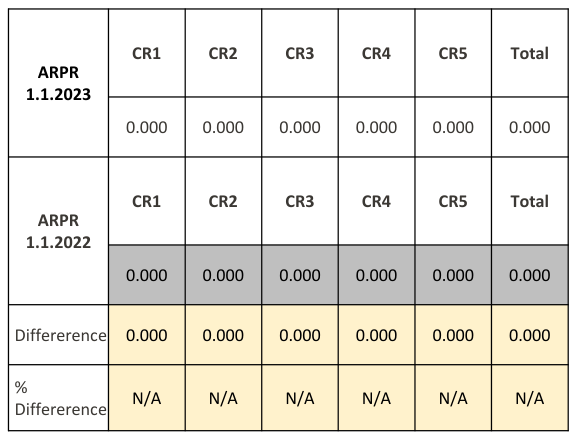 ARPR 1.1.2023 CR1 CR2 CR3 CR4 CR5 Total
0.000 0.000 0.000 0.000 0.000 0.000
ARPR 1.1.2022 CR1 CR2 CR3 CR4 CR5 Total
0.000 0.000 0.000 0.000 0.000 0.000
Differerence 0.000 0.000 0.000 0.000 0.000 0.000
% Differerence N/A N/A N/A N/A N/A N/A